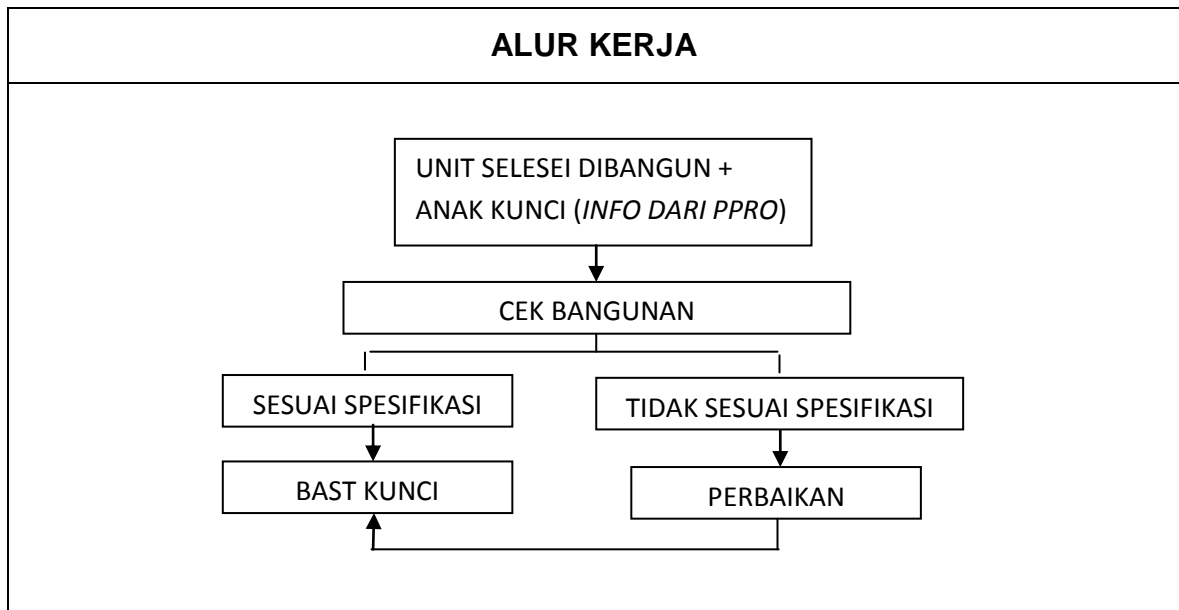 ALUR KERJA
UNIT SELESEI DIBANGUN +
ANAK KUNCI (INFO DARI PPRO)
CEK BANGUNAN
SESUAI SPESIFIKASI
TIDAK SESUAI SPESIFIKASI
BAST KUNCI
PERBAIKAN